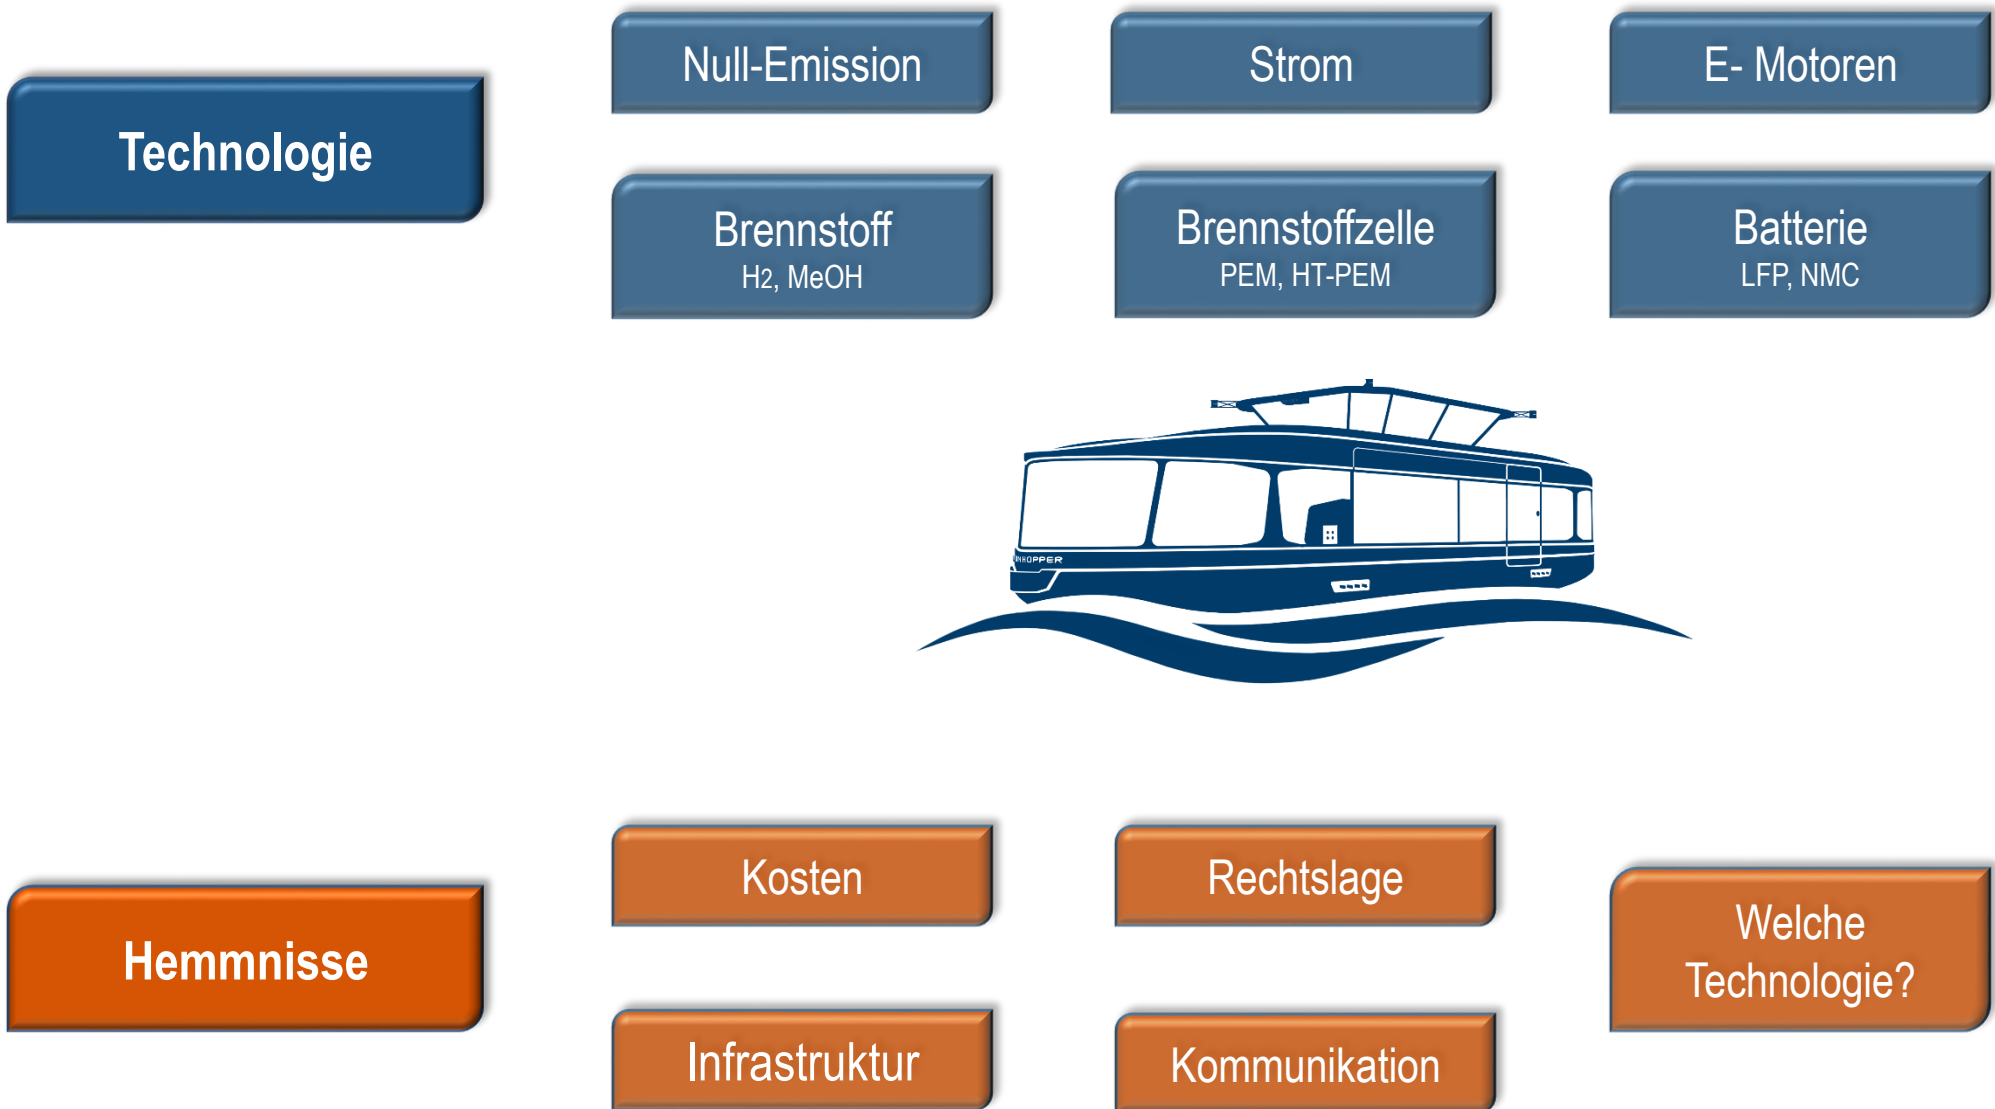 Technologie
Null-Emission
Strom
E- Motoren
Brennstoff
H2, MeOH
Brennstoffzelle
PEM, HT-PEM
Batterie
LFP, NMC
Hemmnisse
Kosten
Rechtslage
Welche
Technologie?
Infrastruktur
Kommunikation